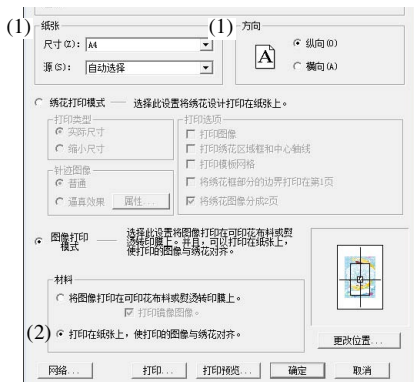 (1) 纸张 (1) 方向
尺寸(Z): A4
A 纵向(O)
源(S): 自动选择
横向(A)
绣花打印模式 —— 选择此设置将绣花设计打印在纸张上。
打印类型 打印选项
实际尺寸 打印图像
缩小尺寸 打印绣花区域框和中心轴线
打印模板网格
针迹图像
普通 将绣花框部分的边界打印在第1页
逼真效果 属性... 将绣花图像分成2页
图像打印模式 —— 选择此设置将图像打印在可印花布料或熨
烫转印膜上。并且，可以打印在纸张上，
使打印的图像与绣花对齐。
材料
将图像打印在可印花布料或熨烫转印膜上。
打印镜像图像。
(2) 打印在纸张上，使打印的图像与绣花对齐。
更改位置...
网格... 打印... 打印预览... 确定 取消